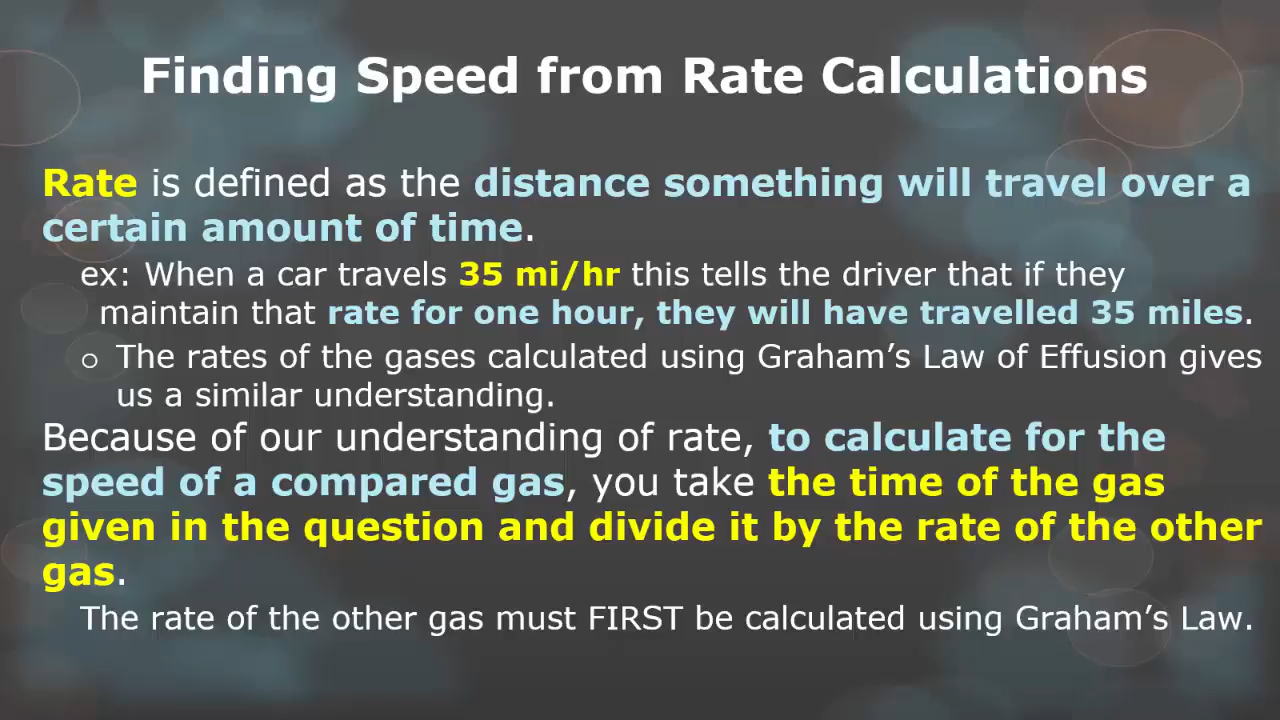 Finding Speed from Rate Calculations
Rate is defined as the distance something will travel over a
certain amount of time.
ex: When a car travels 35 mi/hr this tells the driver that if they
maintain that rate for one hour, they will have travelled 35 miles.
o The rates of the gases calculated using Graham’s Law of Effusion gives
us a similar understanding.
Because of our understanding of rate, to calculate for the
speed of a compared gas, you take the time of the gas
given in the question and divide it by the rate of the other
gas.
The rate of the other gas must FIRST be calculated using Graham’s Law.